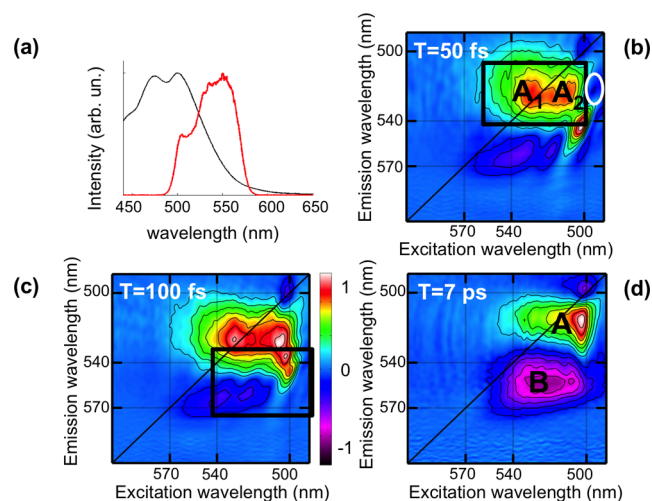 (a)
Intensity (arb. un.)
450 500 550 600 650
wavelength (nm)
(b)
T=50 fs
A1 A2
Emission wavelength (nm)
500
540
570
570 540 500
Excitation wavelength (nm)
(c)
T=100 fs
Emission wavelength (nm)
500
540
570
570 540 500
Excitation wavelength (nm)
1
0
-1
(d)
T=7 ps
A
B
Emission wavelength (nm)
500
540
570
570 540 500
Excitation wavelength (nm)